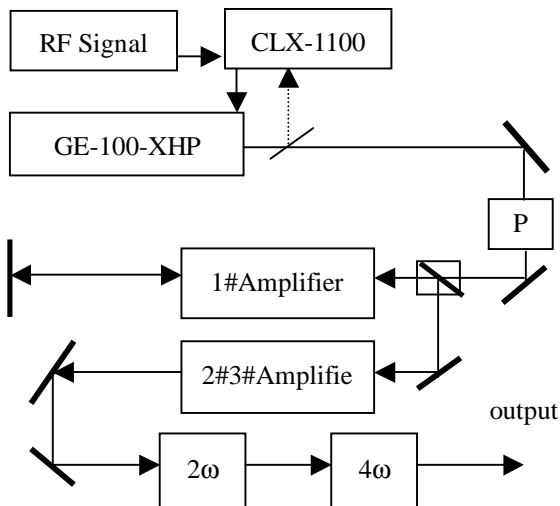 RF Signal
CLX-1100
GE-100-XHP
P
1#Amplifier
2#3#Amplifie
output
2ω
4ω